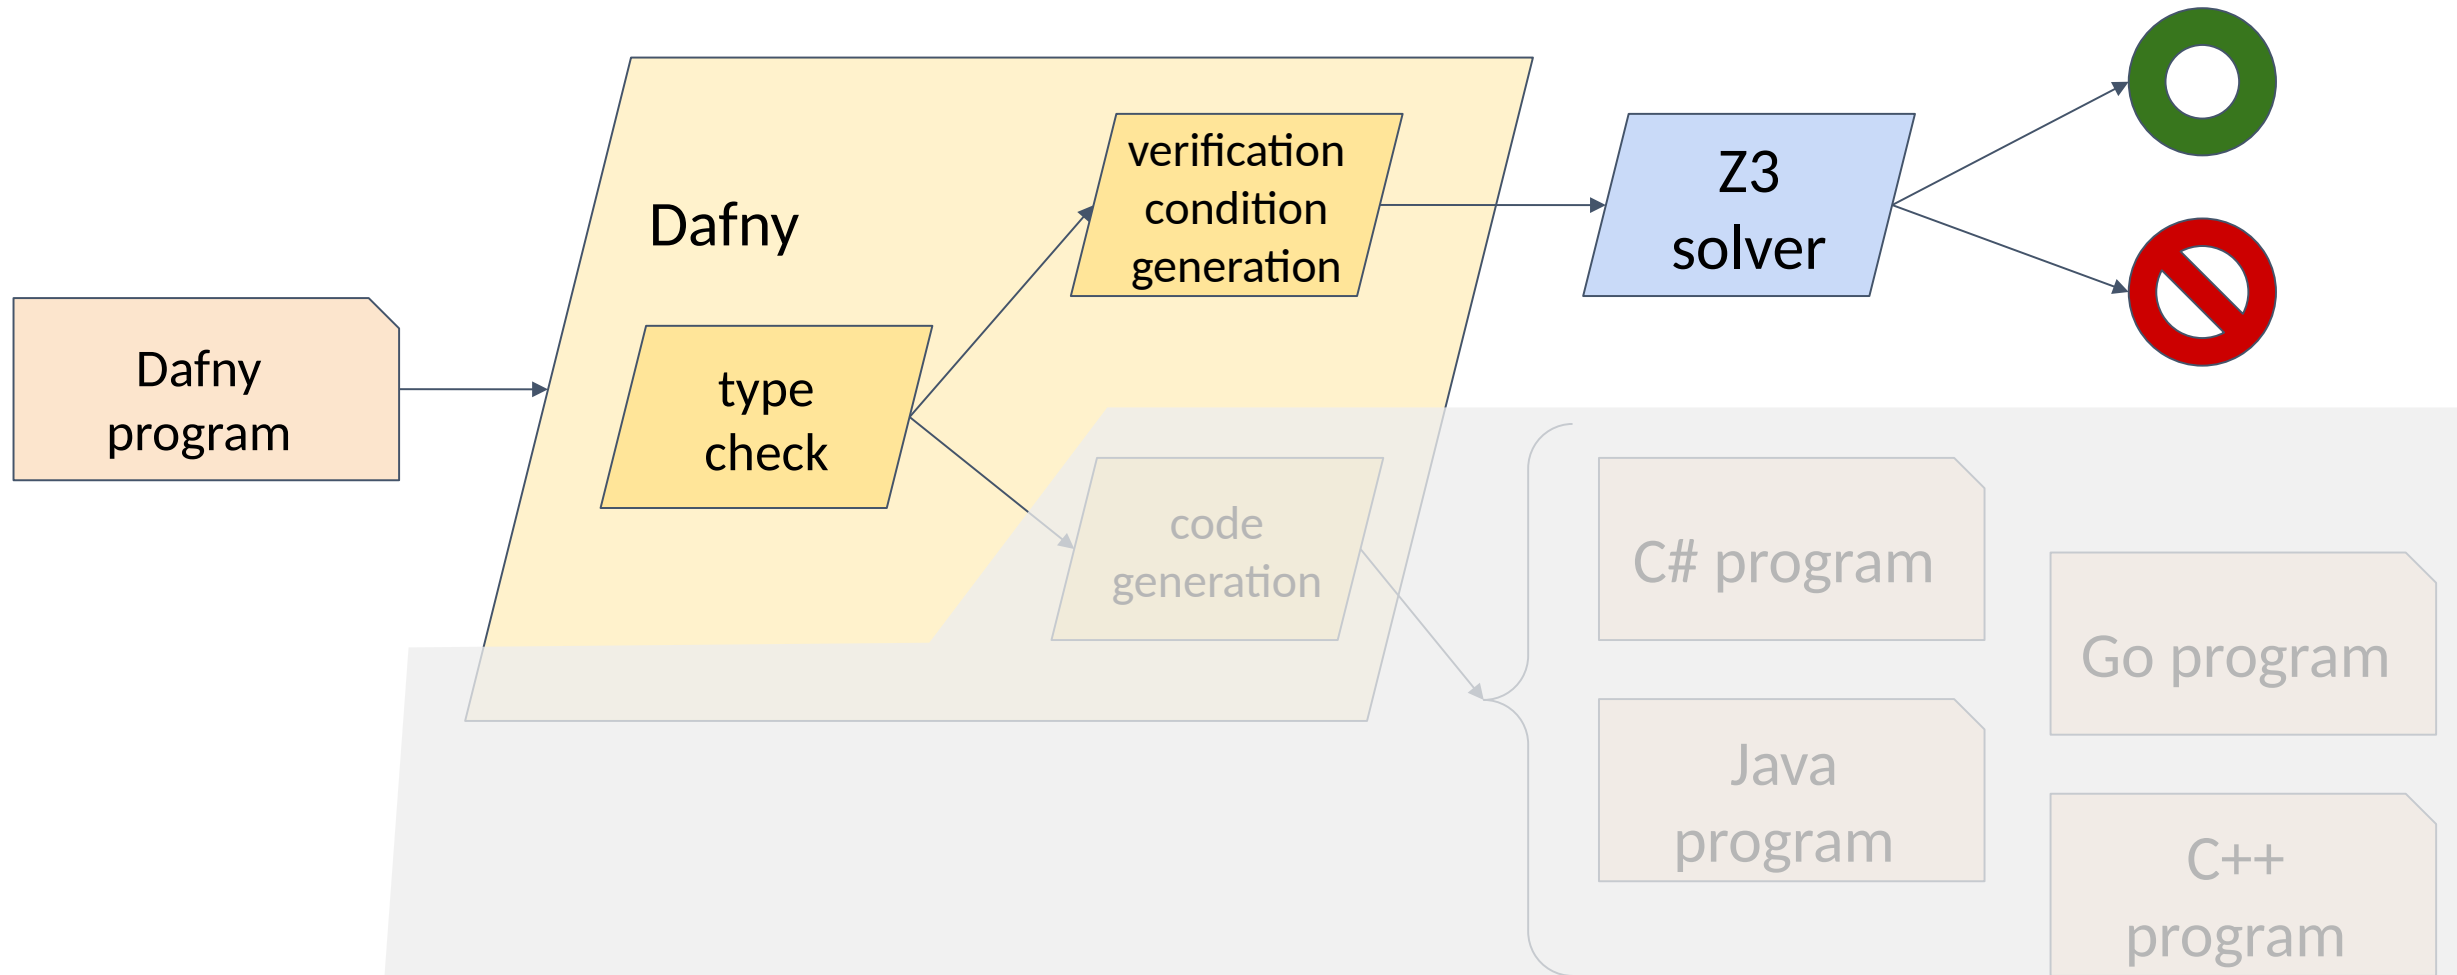 Dafny
program
Dafny
type
check
verification
condition
generation
Z3
solver
code
generation
C# program
Go program
Java
program
C++
program